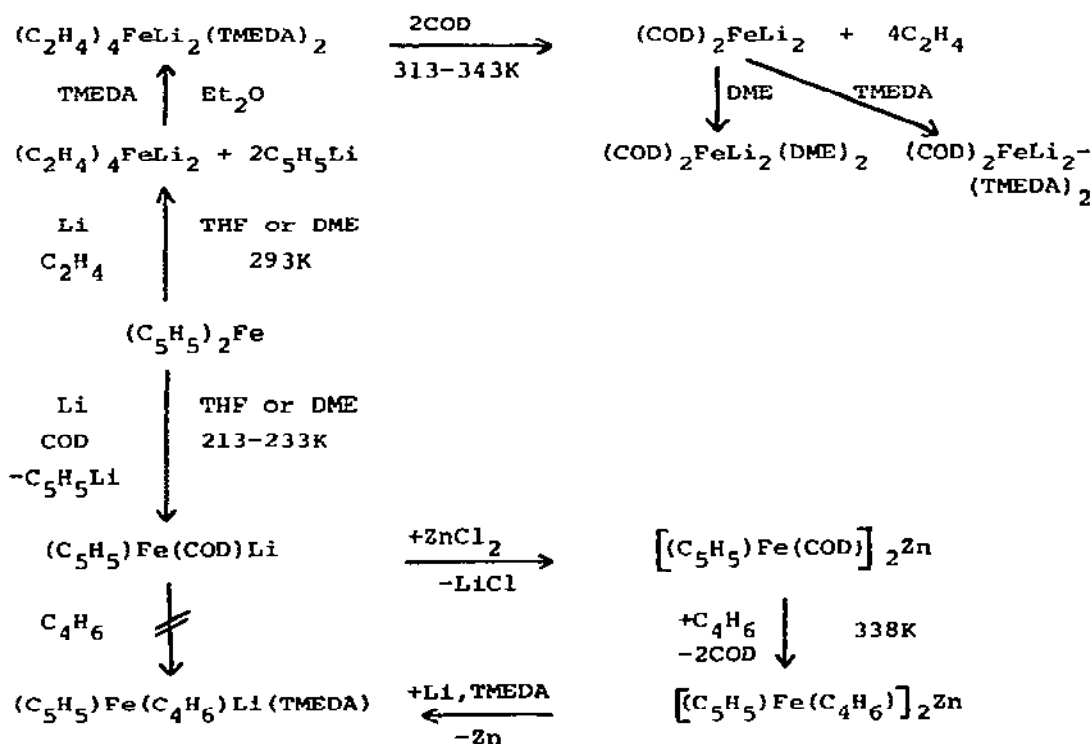 (C₂H₄)₄FeLi₂(TMEDA)₂ 2COD 313-343K (COD)₂FeLi₂ + 4C₂H₄
TMEDA Et₂O DME TMEDA
(C₂H₄)₄FeLi₂ + 2C₅H₅Li (COD)₂FeLi₂(DME)₂ (COD)₂FeLi₂-
(TMEDA)₂
Li THF or DME
C₂H₄ 293K
(C₅H₅)₂Fe
Li THF or DME
COD 213-233K
-C₅H₅Li
(C₅H₅)Fe(COD)Li +ZnCl₂ -LiCl [(C₅H₅)Fe(COD)]₂Zn
C₄H₆ +C₄H₆ 338K
-2COD
(C₅H₅)Fe(C₄H₆)Li(TMEDA) +Li,TMEDA -Zn [(C₅H₅)Fe(C₄H₆)]₂Zn